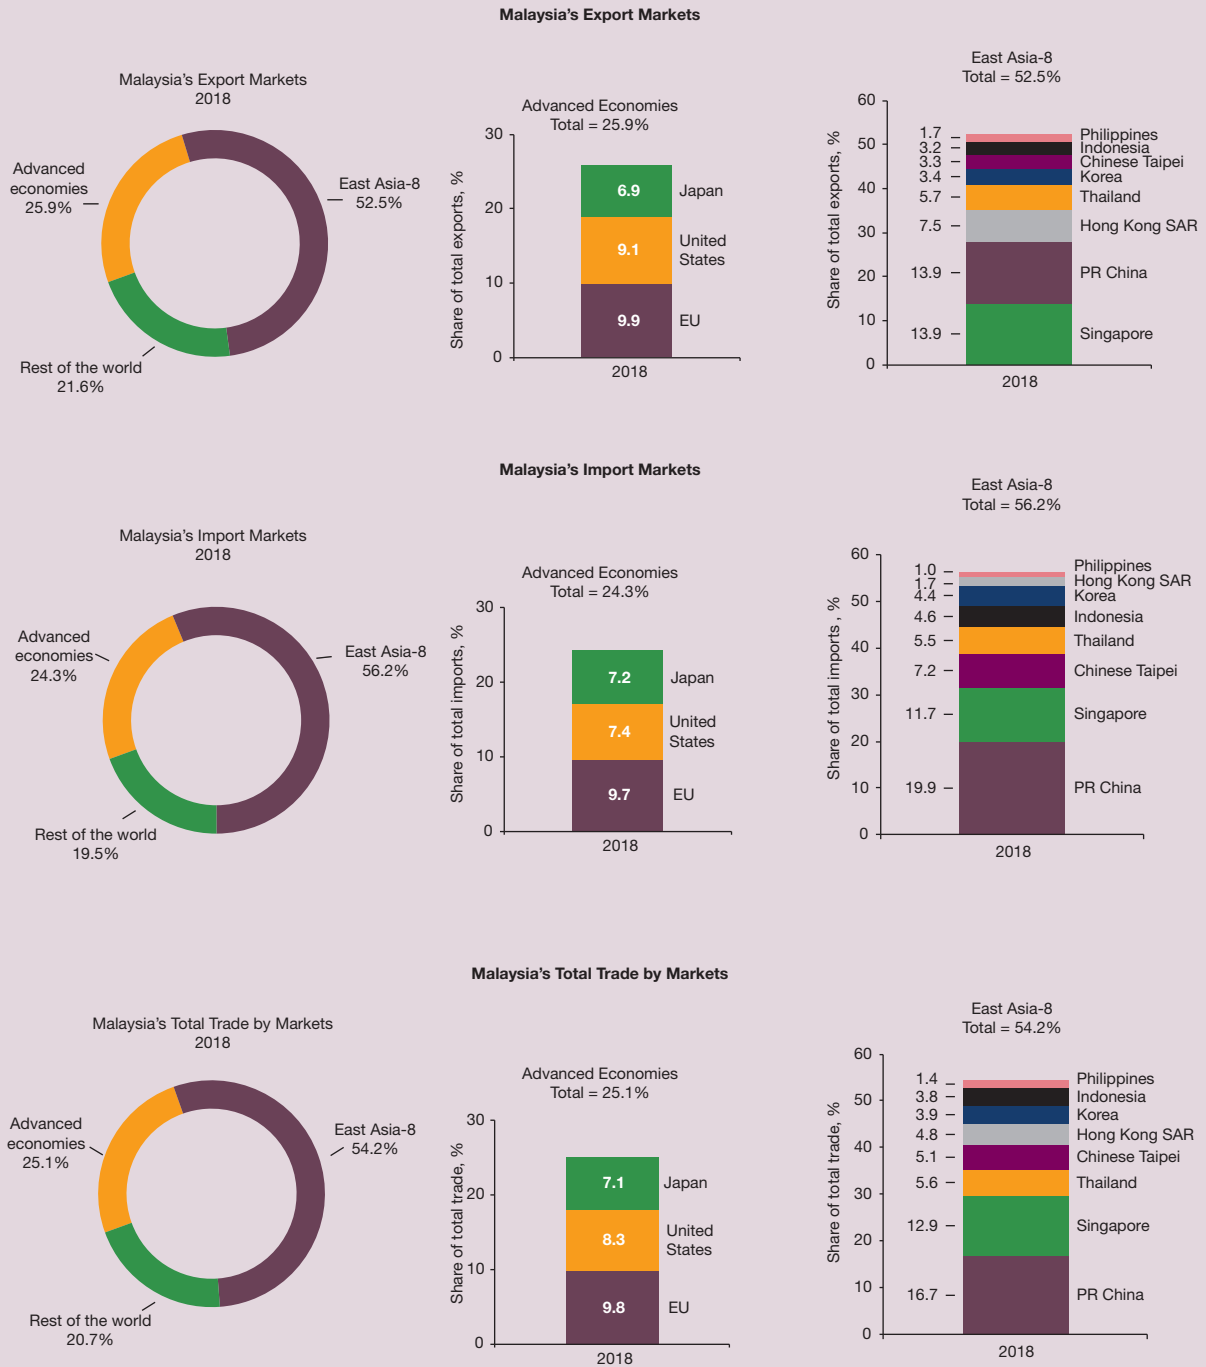 Malaysia's Export Markets
Malaysia's Export Markets
2018
Advanced
economies
25.9%
East Asia-8
52.5%
Rest of the world
21.6%
Advanced Economies
Total = 25.9%
Share of total exports, %
30
20
10
0
6.9
Japan
9.1
United
States
9.9
EU
2018
East Asia-8
Total = 52.5%
Share of total exports, %
60
50
40
30
20
10
0
1.7
Philippines
3.2
Indonesia
3.3
Chinese Taipei
3.4
Korea
5.7
Thailand
7.5
Hong Kong SAR
13.9
PR China
13.9
Singapore
2018
Malaysia's Import Markets
Malaysia's Import Markets
2018
Advanced
economies
24.3%
East Asia-8
56.2%
Rest of the world
19.5%
Advanced Economies
Total = 24.3%
Share of total imports, %
30
20
10
0
7.2
Japan
7.4
United
States
9.7
EU
2018
East Asia-8
Total = 56.2%
Share of total imports , %
60
50
40
30
20
10
0
1.0
Philippines
1.7
Hong Kong SAR
4.4
Korea
4.6
Indonesia
5.5
Thailand
7.2
Chinese Taipei
11.7
Singapore
19.9
PR China
2018
Malaysia's Total Trade by Markets
Malaysia's Total Trade by Markets
2018
Advanced
economies
25.1%
East Asia-8
54.2%
Rest of the world
20.7%
Advanced Economies
Total = 25.1%
Share of total trade, %
30
20
10
0
7.1
Japan
8.3
United
States
9.8
EU
2018
East Asia-8
Total = 54.2%
Share of total trade, %
60
50
40
30
20
10
0
1.4
Philippines
3.8
Indonesia
3.9
Korea
4.8
Hong Kong SAR
5.1
Chinese Taipei
5.6
Thailand
12.9
Singapore
16.7
PR China
2018